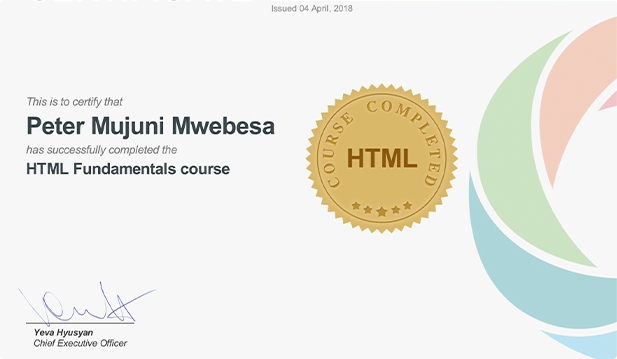 Issued 04 April, 2018
This is to certify that
Peter Mujuni Mwebesa
has successfully completed the
HTML Fundamentals course
COURSE COMPLETED
HTML
Yeva Hyusyan
Chief Executive Officer